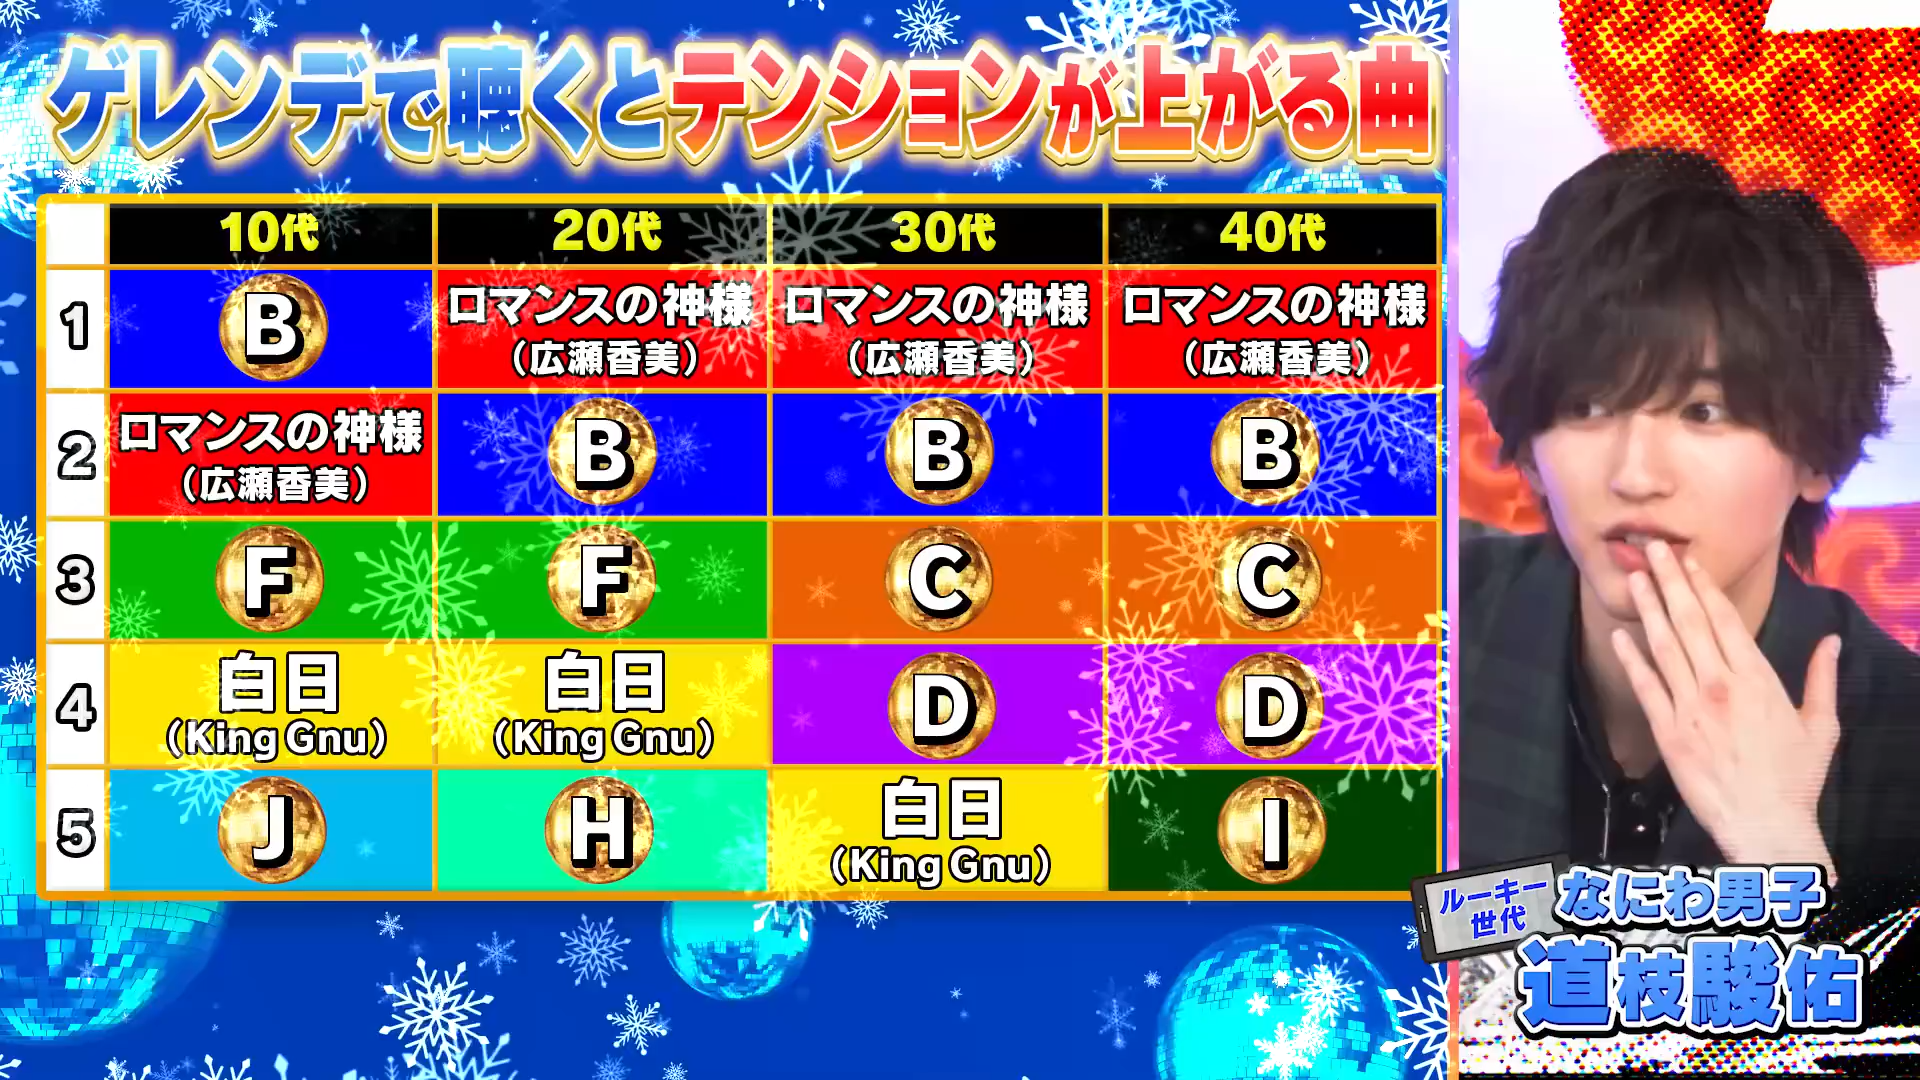 ゲレンデで聴くとテンションが上がる曲
10代 20代 30代 40代
1 B ロマンスの神様 ロマンスの神様 ロマンスの神様
(広瀬香美) (広瀬香美) (広瀬香美)
2 ロマンスの神様 B B B
(広瀬香美)
3 F F C C
4 白日 白日 D D
(King Gnu) (King Gnu)
5 J H 白日 I
(King Gnu)
ルーキー
世代
なにわ男子
道枝駿佑